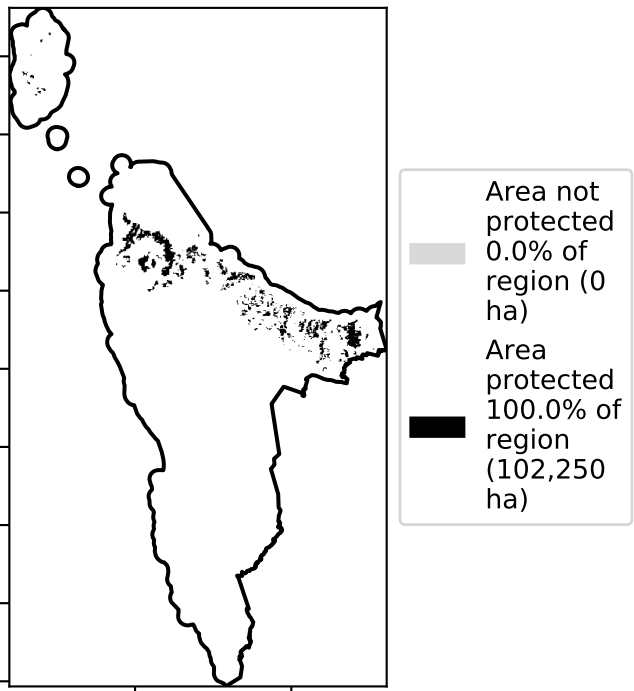 Area not
protected
0.0% of
region (0
ha)
Area
protected
100.0% of
region
(102,250
ha)